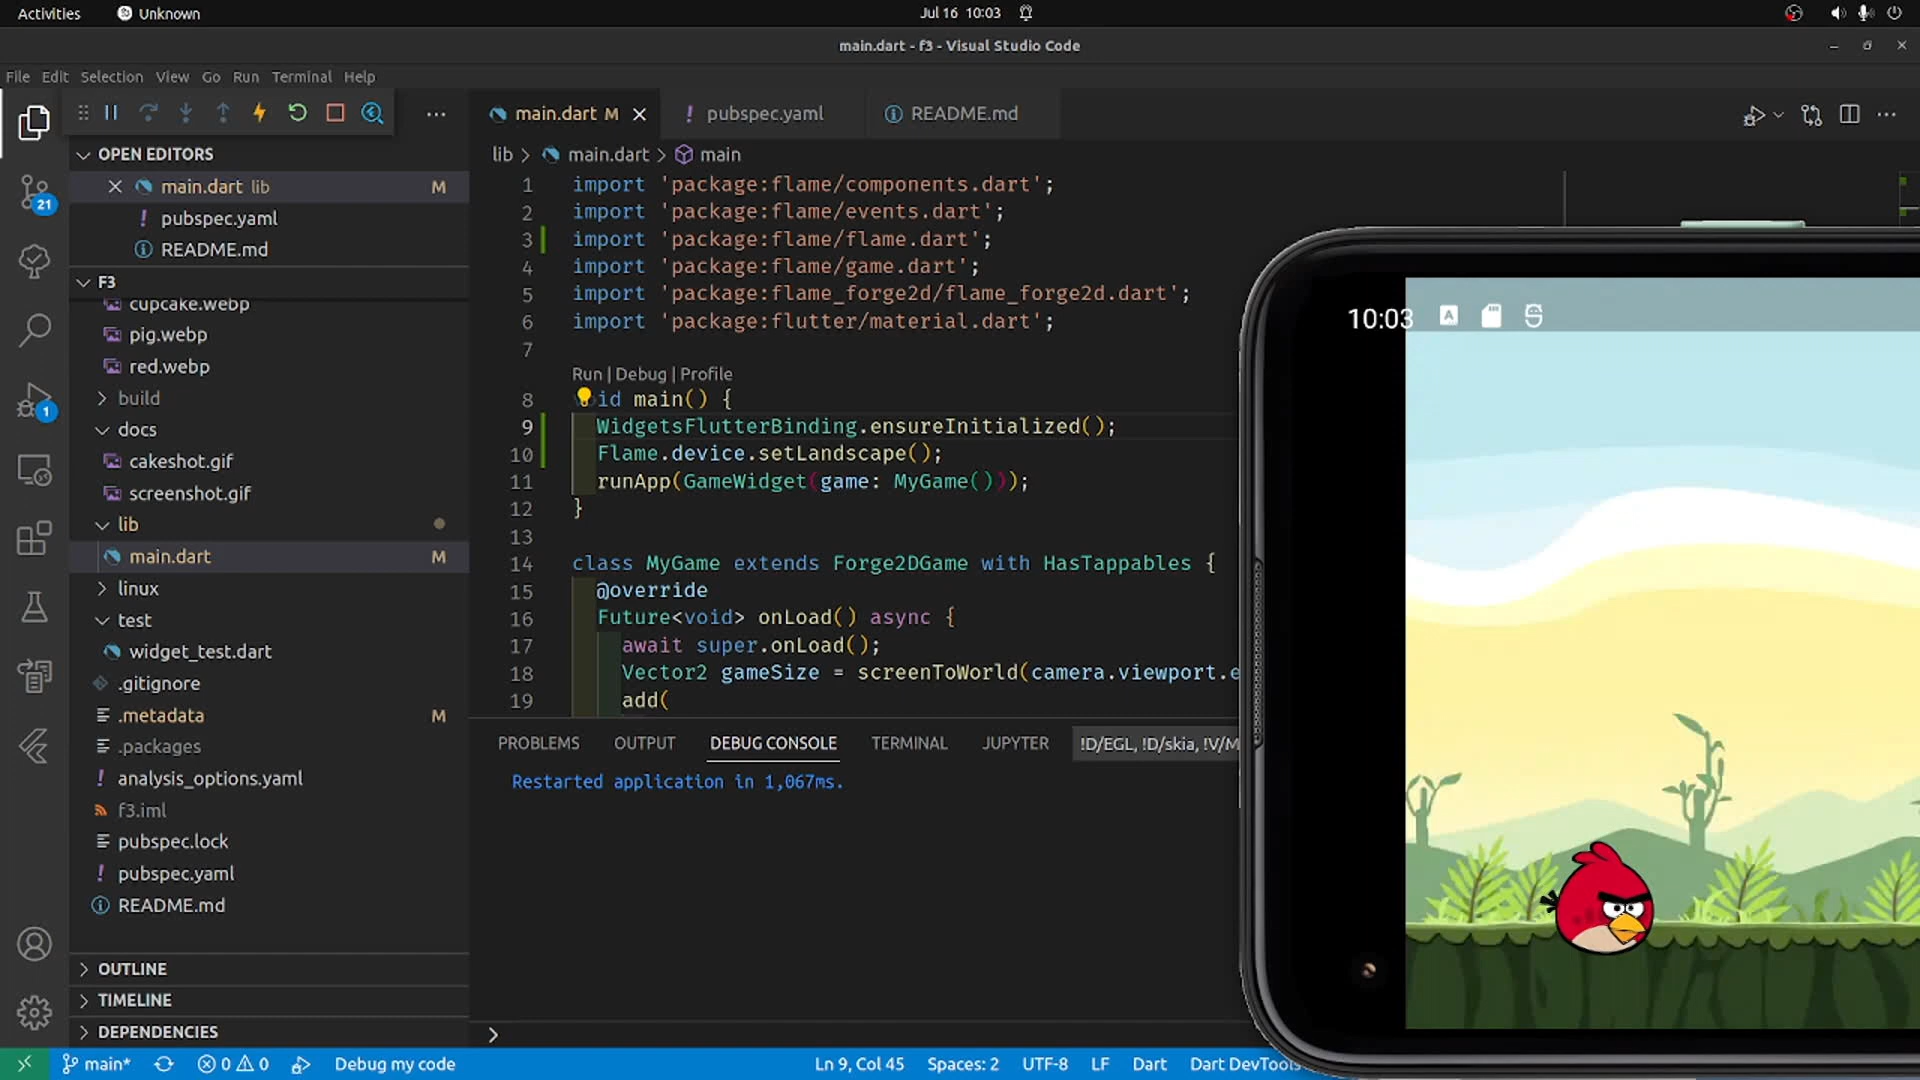 Activities
Unknown
Jul 16 10:03
main.dart - f3 - Visual Studio Code
File Edit Selection View Go Run Terminal Help
main.dart M
pubspec.yaml
README.md
OPEN EDITORS
main.dart lib M
pubspec.yaml
README.md
F3
cupcake.webp
pig.webp
red.webp
build
docs
cakeshot.gif
screenshot.gif
lib
main.dart M
linux
test
widget_test.dart
.gitignore
.metadata M
.packages
analysis_options.yaml
f3.iml
pubspec.lock
pubspec.yaml
README.md
OUTLINE
TIMELINE
DEPENDENCIES
21
1
lib > main.dart > main
1 import 'package:flame/components.dart';
2 import 'package:flame/events.dart';
3 import 'package:flame/flame.dart';
4 import 'package:flame/game.dart';
5 import 'package:flame_forge2d/flame_forge2d.dart';
6 import 'package:flutter/material.dart';
7
Run | Debug | Profile
8 id main() {
9 WidgetsFlutterBinding.ensureInitialized();
10 Flame.device.setLandscape();
11 runApp(GameWidget(game: MyGame()));
12 }
13
14 class MyGame extends Forge2DGame with HasTappables {
15 @override
16 Future<void> onLoad() async {
17 await super.onLoad();
18 Vector2 gameSize = screenToWorld(camera.viewport.e
19 add(
PROBLEMS OUTPUT DEBUG CONSOLE TERMINAL JUPYTER !D/EGL, !D/skia, !V/M
Restarted application in 1,067ms.
>
10:03 A
main* 0 0 Debug my code
Ln 9, Col 45 Spaces: 2 UTF-8 LF Dart Dart DevTools